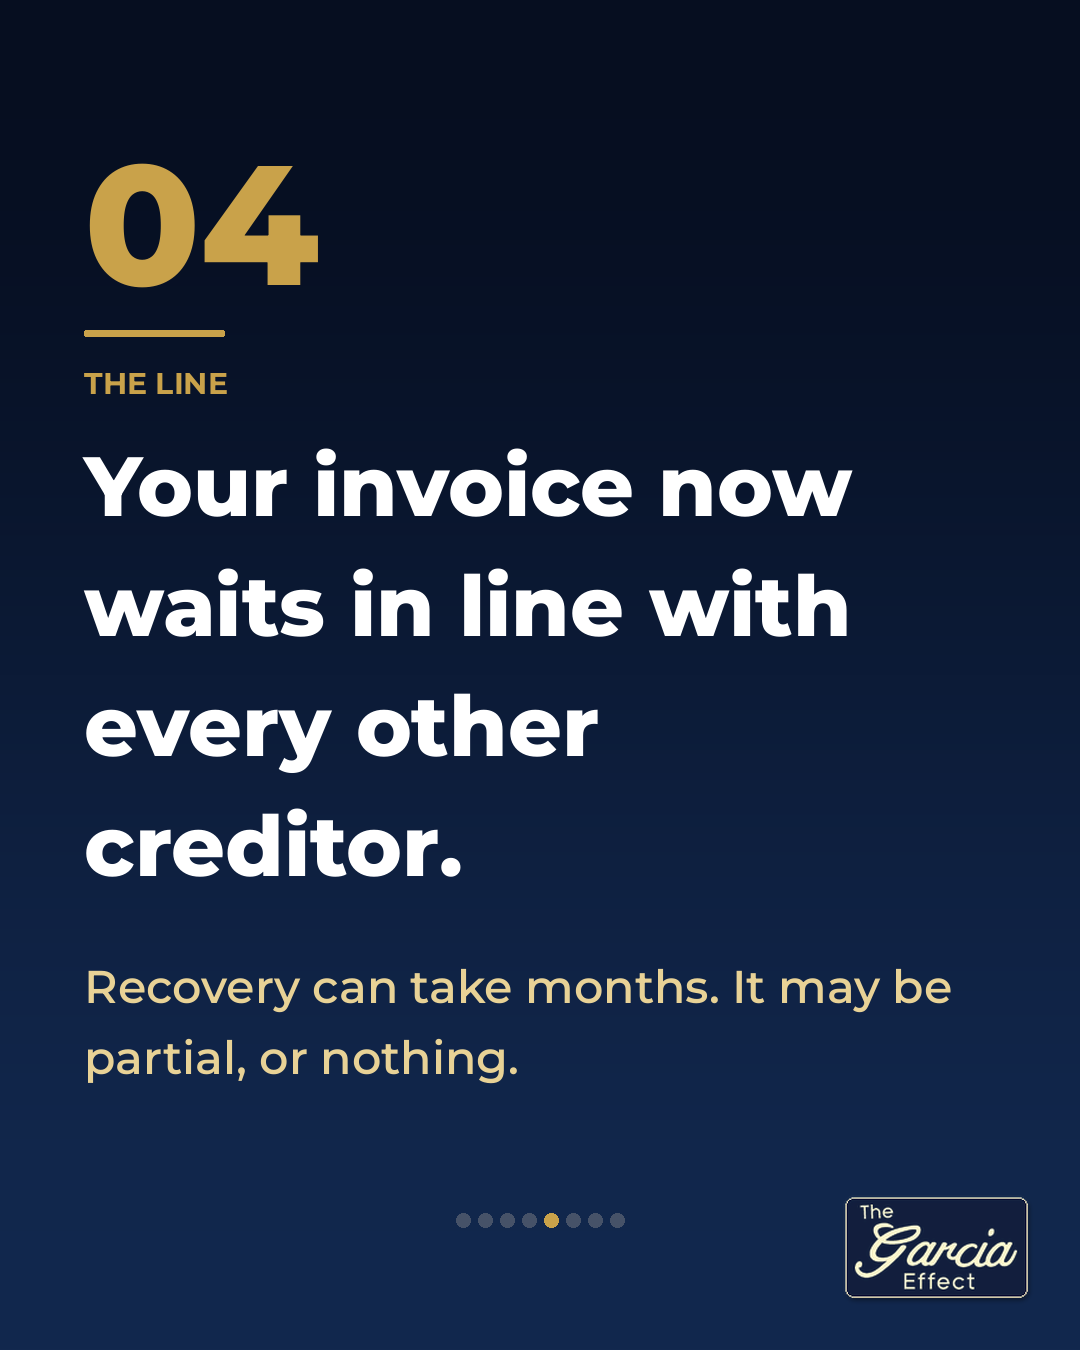 04
THE LINE
Your invoice now
waits in line with
every other
creditor.
Recovery can take months. It may be
partial, or nothing.
The
Garcia
Effect